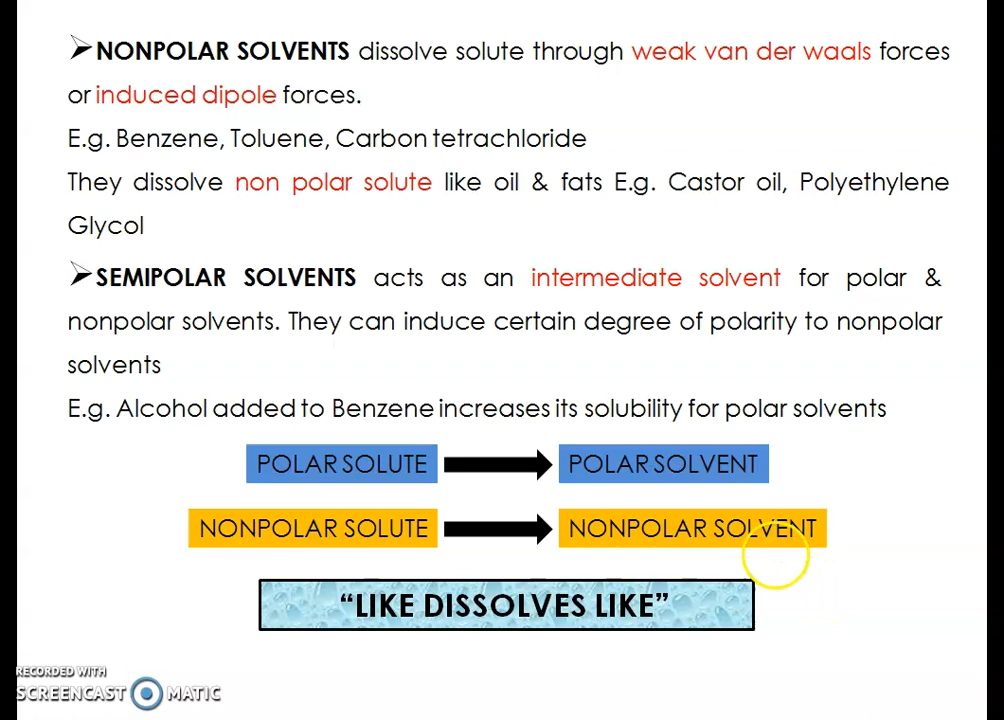 ➢NONPOLAR SOLVENTS dissolve solute through weak van der waals forces
or induced dipole forces.
E.g. Benzene, Toluene, Carbon tetrachloride
They dissolve non polar solute like oil & fats E.g. Castor oil, Polyethylene
Glycol
➢SEMIPOLAR SOLVENTS acts as an intermediate solvent for polar &
nonpolar solvents. They can induce certain degree of polarity to nonpolar
solvents
E.g. Alcohol added to Benzene increases its solubility for polar solvents
POLAR SOLUTE POLAR SOLVENT
NONPOLAR SOLUTE NONPOLAR SOLVENT
“LIKE DISSOLVES LIKE”
RECORDED WITH
SCREENCAST MATIC